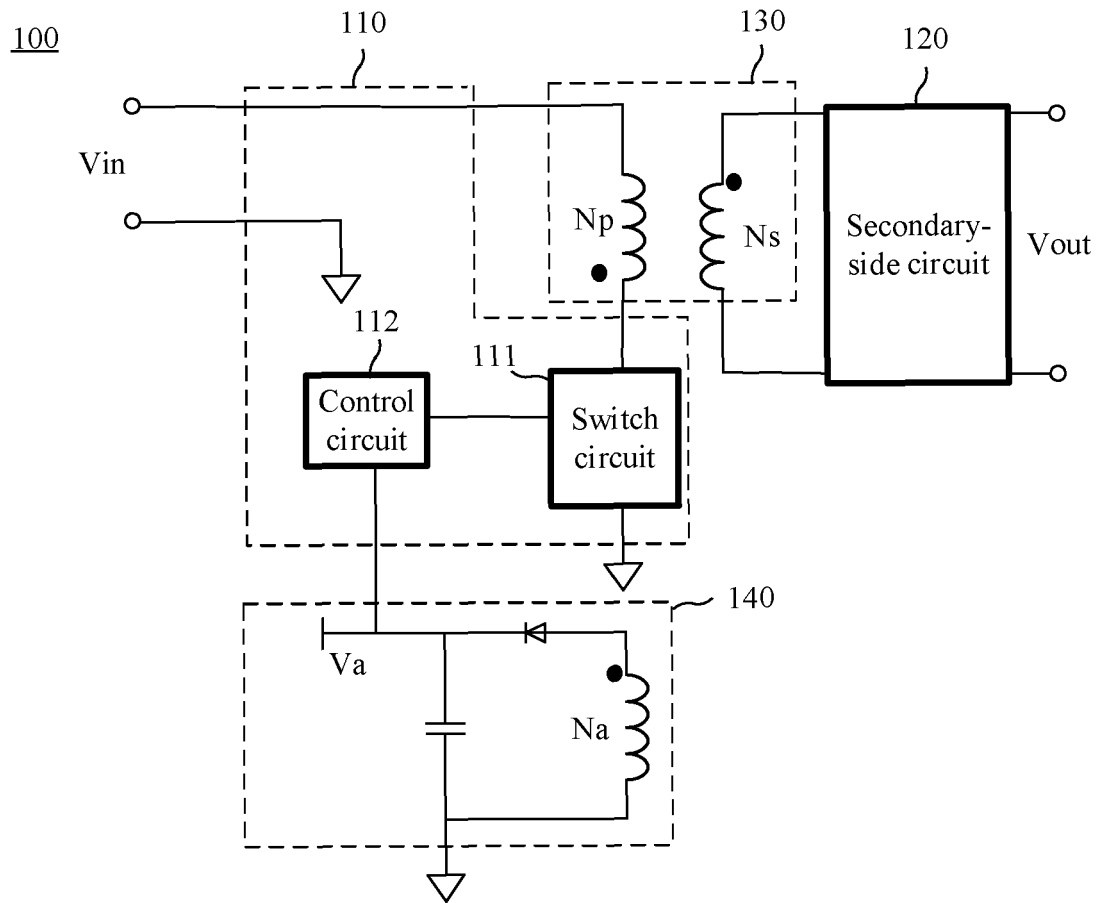 100
110
130
120
Vin
Np
Ns
Secondary-
side circuit
Vout
112
111
Control
circuit
Switch
circuit
140
Va
Na